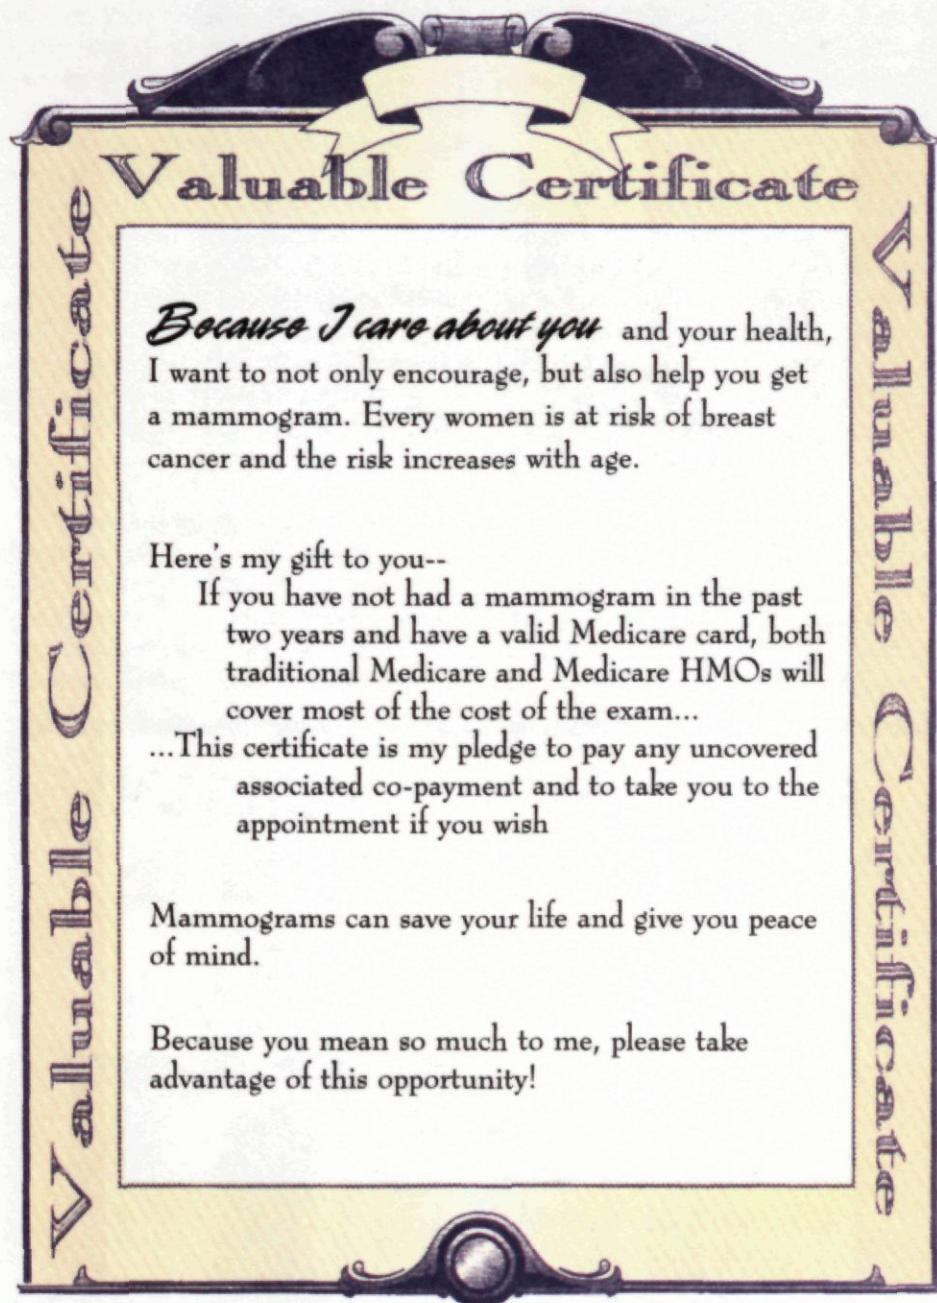 Valuable Certificate
Valuable Certificate
Valuable Certificate
Because I care about you and your health,
I want to not only encourage, but also help you get
a mammogram. Every women is at risk of breast
cancer and the risk increases with age.
Here's my gift to you--
If you have not had a mammogram in the past
two years and have a valid Medicare card, both
traditional Medicare and Medicare HMOs will
cover most of the cost of the exam...
...This certificate is my pledge to pay any uncovered
associated co-payment and to take you to the
appointment if you wish
Mammograms can save your life and give you peace
of mind.
Because you mean so much to me, please take
advantage of this opportunity!